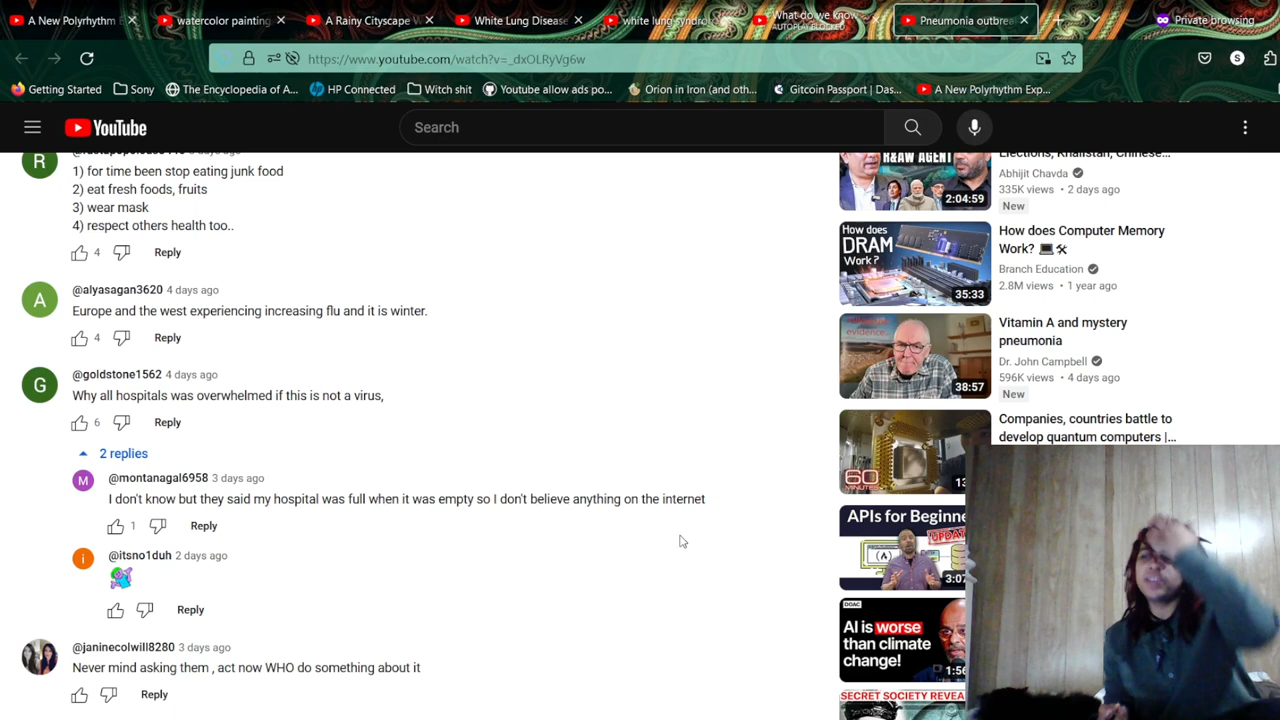 A New Polyrhythm E
watercolor painting
A Rainy Cityscape W
White Lung Disease
white lung syndro
What do we know
AUTOPLAY BLOCKED
Pneumonia outbrea
Private browsing
https://www.youtube.com/watch?v=_dxOLRyVg6w
S
Getting Started
Sony
The Encyclopedia of A...
HP Connected
Witch shit
Youtube allow ads po...
Orion in Iron (and oth...
Gitcoin Passport | Das...
A New Polyrhythm Exp...
YouTube
Search
R
1) for time been stop eating junk food
2) eat fresh foods, fruits
3) wear mask
4) respect others health too..
4
Reply
A
@alyasagan3620 4 days ago
Europe and the west experiencing increasing flu and it is winter.
4
Reply
G
@goldstone1562 4 days ago
Why all hospitals was overwhelmed if this is not a virus,
6
Reply
2 replies
M
@montanagal6958 3 days ago
I don't know but they said my hospital was full when it was empty so I don't believe anything on the internet
1
Reply
i
@itsno1duh 2 days ago
Reply
@janinecolwill8280 3 days ago
Never mind asking them , act now WHO do something about it
Reply
R&AW AGENT
2:04:59
Elections, Khalistan, Chinese...
Abhijit Chavda
335K views • 2 days ago
New
How does
DRAM
Work?
35:33
How does Computer Memory
Work?
Branch Education
2.8M views • 1 year ago
evidence.
38:57
Vitamin A and mystery
pneumonia
Dr. John Campbell
596K views • 4 days ago
New
60
MINUTES
13
Companies, countries battle to
develop quantum computers |...
APIs for Beginne
UPDAT
3:07
DOAC
AI is worse
than climate
change!
1:56
SECRET SOCIETY REVEA